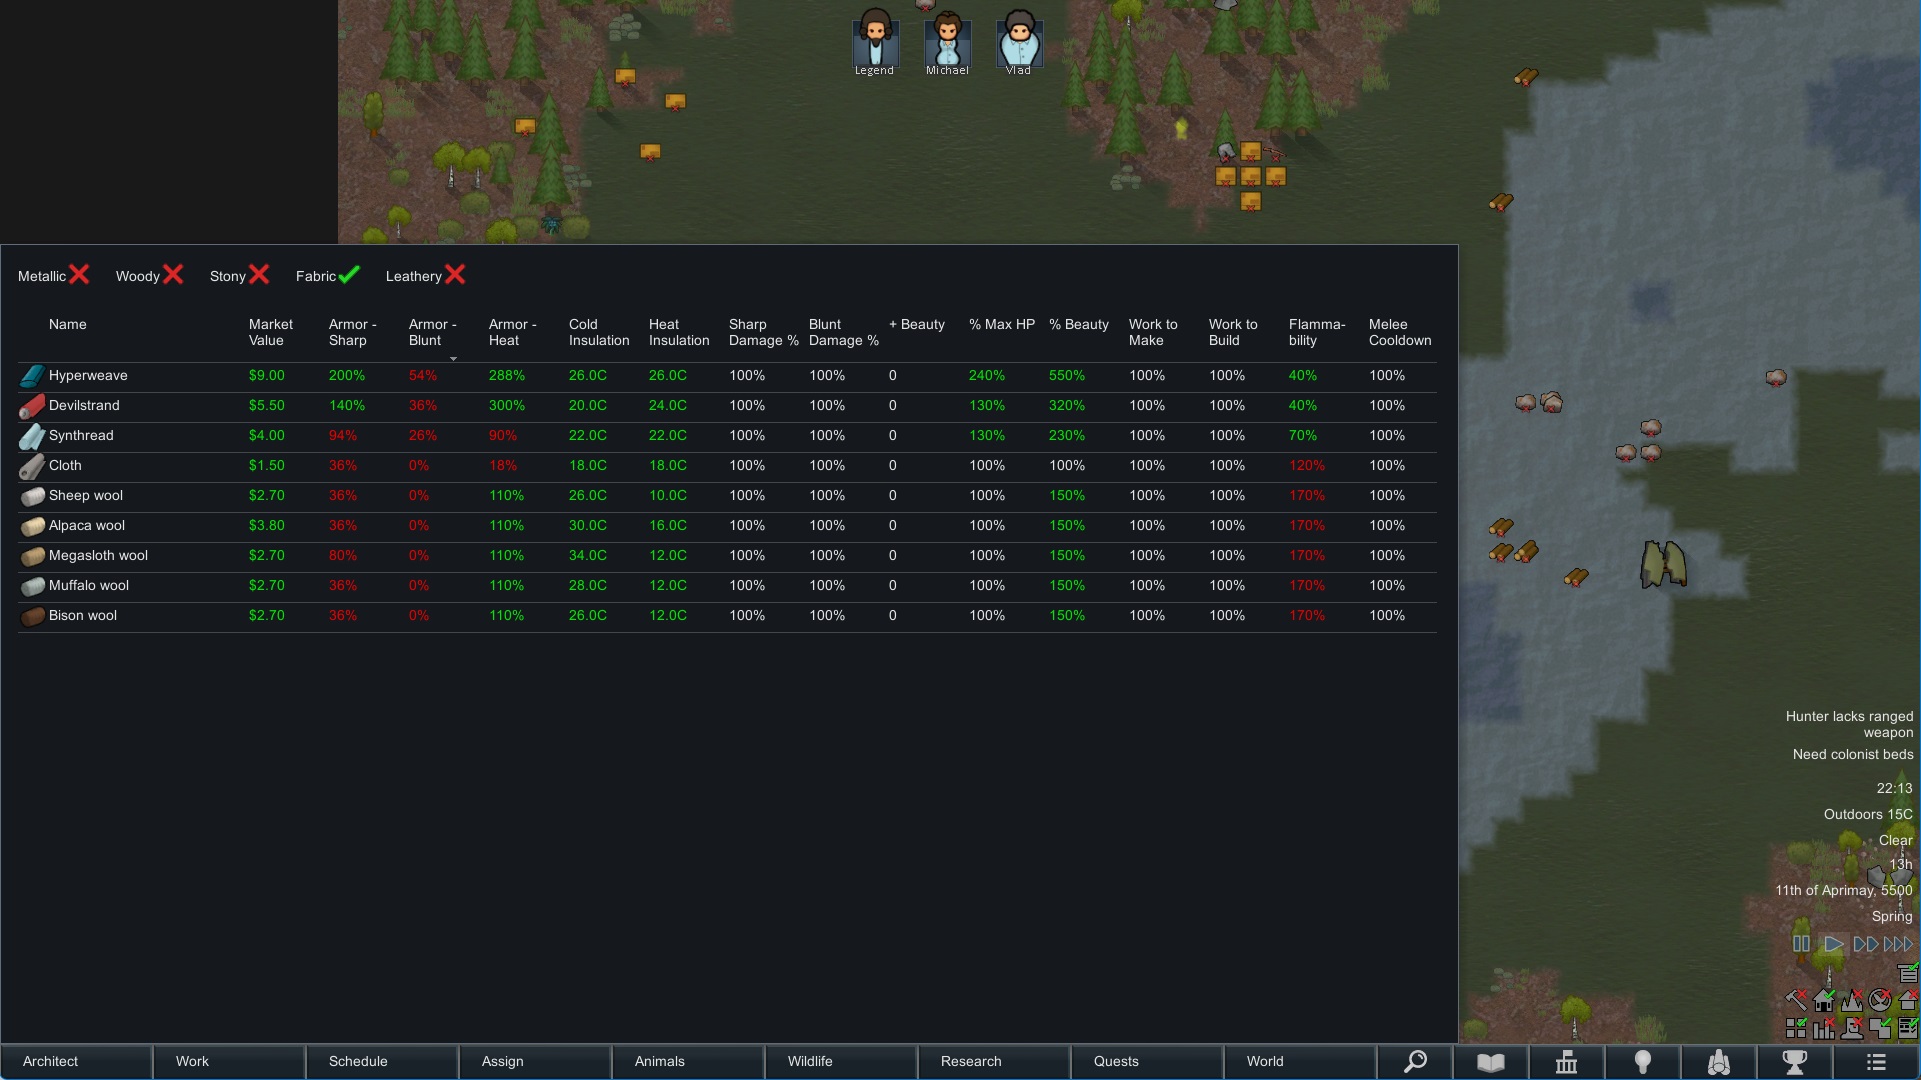 Legend Michael Vlad
Metallic Woody Stony Fabric Leathery
Name Market Value Armor - Sharp Armor - Blunt Armor - Heat Cold Insulation Heat Insulation Sharp Damage % Blunt Damage % + Beauty % Max HP % Beauty Work to Make Work to Build Flamma- bility Melee Cooldown
Hyperweave $9.00 200% 54% 288% 26.0C 26.0C 100% 100% 0 240% 550% 100% 100% 40% 100%
Devilstrand $5.50 140% 36% 300% 20.0C 24.0C 100% 100% 0 130% 320% 100% 100% 40% 100%
Synthread $4.00 94% 26% 90% 22.0C 22.0C 100% 100% 0 130% 230% 100% 100% 70% 100%
Cloth $1.50 36% 0% 18% 18.0C 18.0C 100% 100% 0 100% 100% 100% 100% 120% 100%
Sheep wool $2.70 36% 0% 110% 26.0C 10.0C 100% 100% 0 100% 150% 100% 100% 170% 100%
Alpaca wool $3.80 36% 0% 110% 30.0C 16.0C 100% 100% 0 100% 150% 100% 100% 170% 100%
Megasloth wool $2.70 80% 0% 110% 34.0C 12.0C 100% 100% 0 100% 150% 100% 100% 170% 100%
Muffalo wool $2.70 36% 0% 110% 28.0C 12.0C 100% 100% 0 100% 150% 100% 100% 170% 100%
Bison wool $2.70 36% 0% 110% 26.0C 12.0C 100% 100% 0 100% 150% 100% 100% 170% 100%
Hunter lacks ranged
weapon
Need colonist beds
22:13
Outdoors 15C
Clear
13h
11th of Aprimay, 5500
Spring
Architect Work Schedule Assign Animals Wildlife Research Quests World